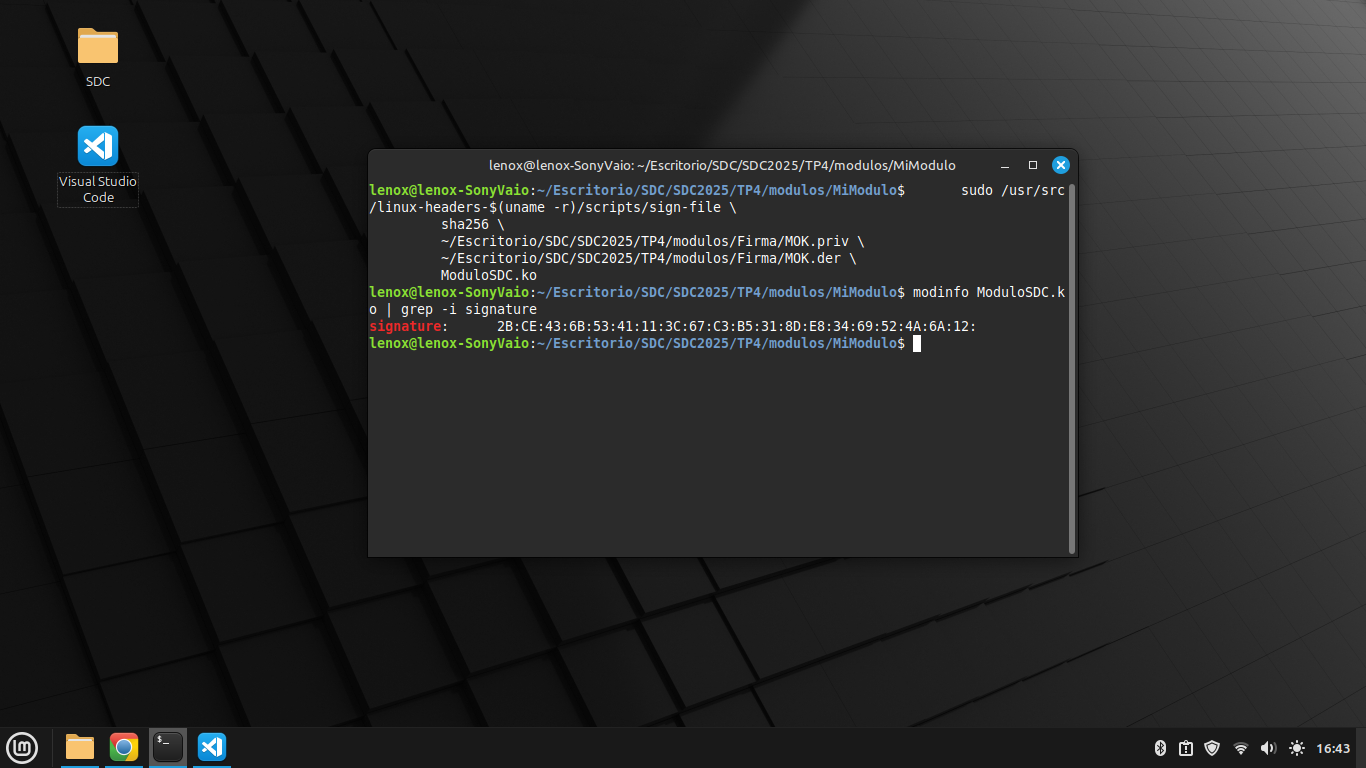 SDC
Visual Studio
Code
lenox@lenox-SonyVaio: ~/Escritorio/SDC/SDC2025/TP4/modulos/MiModulo
lenox@lenox-SonyVaio:~/Escritorio/SDC/SDC2025/TP4/modulos/MiModulo$       sudo /usr/src
/linux-headers-$(uname -r)/scripts/sign-file \
         sha256 \
         ~/Escritorio/SDC/SDC2025/TP4/modulos/Firma/MOK.priv \
         ~/Escritorio/SDC/SDC2025/TP4/modulos/Firma/MOK.der \
         ModuloSDC.ko
lenox@lenox-SonyVaio:~/Escritorio/SDC/SDC2025/TP4/modulos/MiModulo$ modinfo ModuloSDC.k
o | grep -i signature
signature:      2B:CE:43:6B:53:41:11:3C:67:C3:B5:31:8D:E8:34:69:52:4A:6A:12:
lenox@lenox-SonyVaio:~/Escritorio/SDC/SDC2025/TP4/modulos/MiModulo$
16:43